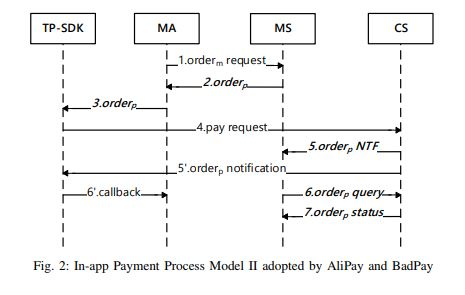 TP-SDK MA MS CS
1.orderₘ request
2.orderₚ
3.orderₚ
4.pay request
5.orderₚ NTF
5'.orderₚ notification
6'.callback 6.orderₚ query
7.orderₚ status
Fig. 2: In-app Payment Process Model II adopted by AliPay and BadPay